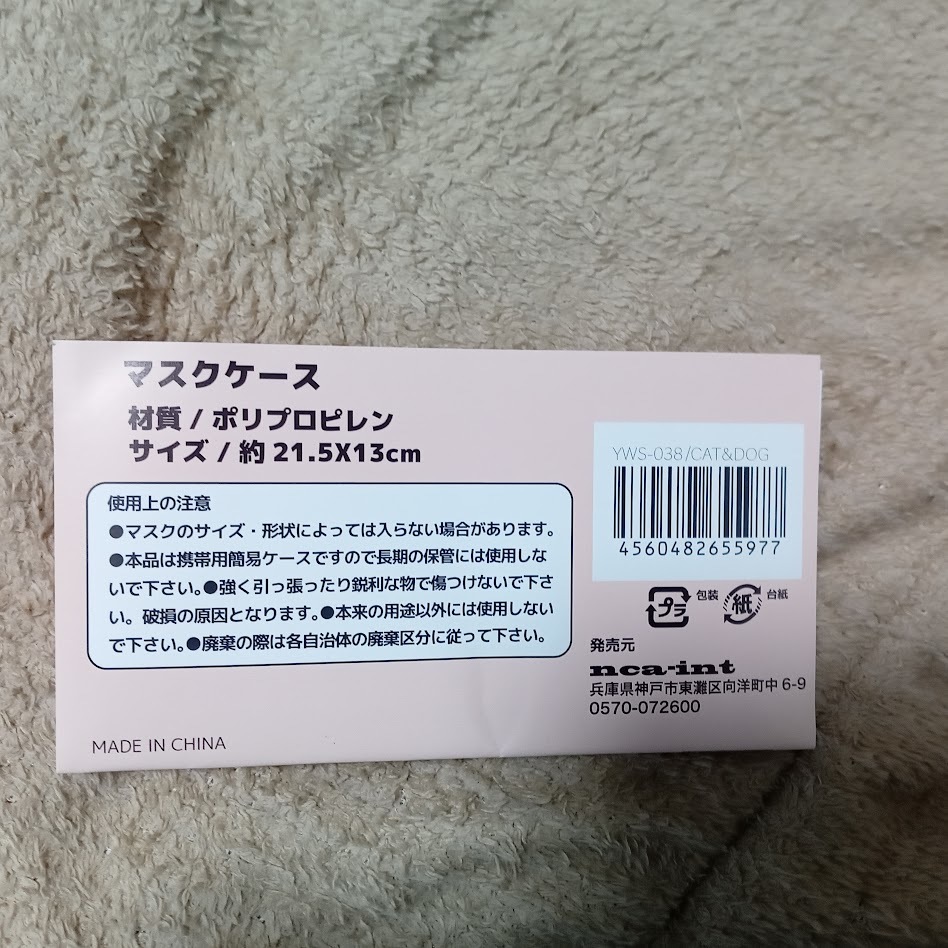 マスクケース
材質 / ポリプロピレン
サイズ / 約 21.5X13cm
使用上の注意
●マスクのサイズ・形状によっては入らない場合があります。
●本品は携帯用簡易ケースですので長期の保管には使用しな
いで下さい。●強く引っ張ったり鋭利な物で傷つけないで下さ
い。破損の原因となります。●本来の用途以外には使用しない
で下さい。●廃棄の際は各自治体の廃棄区分に従って下さい。
MADE IN CHINA
YWS-038/CAT&DOG
4560482655977
プラ 包装 紙 台紙
発売元
nca-int
兵庫県神戸市東灘区向洋町中 6-9
0570-072600